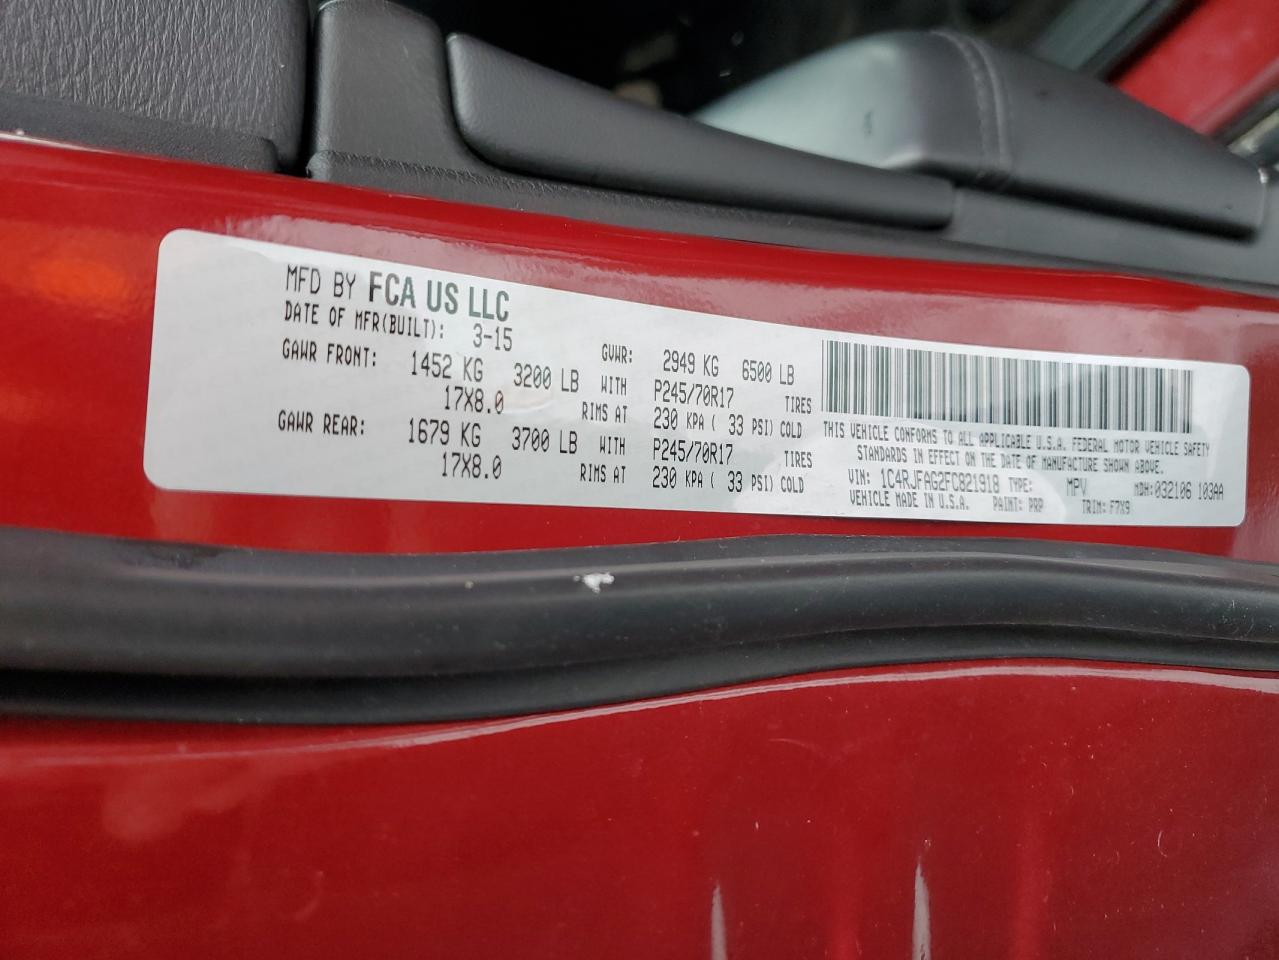 MFD BY FCA US LLC
DATE OF MFR(BUILT): 3-15 GVWR: 2949 KG 6500 LB
GAWR FRONT: 1452 KG 3200 LB WITH P245/70R17 TIRES
17X8.0 RIMS AT 230 KPA ( 33 PSI) COLD
GAWR REAR: 1679 KG 3700 LB WITH P245/70R17 TIRES
17X8.0 RIMS AT 230 KPA ( 33 PSI) COLD
THIS VEHICLE CONFORMS TO ALL APPLICABLE U.S.A. FEDERAL MOTOR VEHICLE SAFETY
STANDARDS IN EFFECT ON THE DATE OF MANUFACTURE SHOWN ABOVE.
VIN: 1C4RJFAG2FC821918 TYPE: MPV MDH:032106 103AA
VEHICLE MADE IN U.S.A. PAINT: PRP TRIM: F7X9